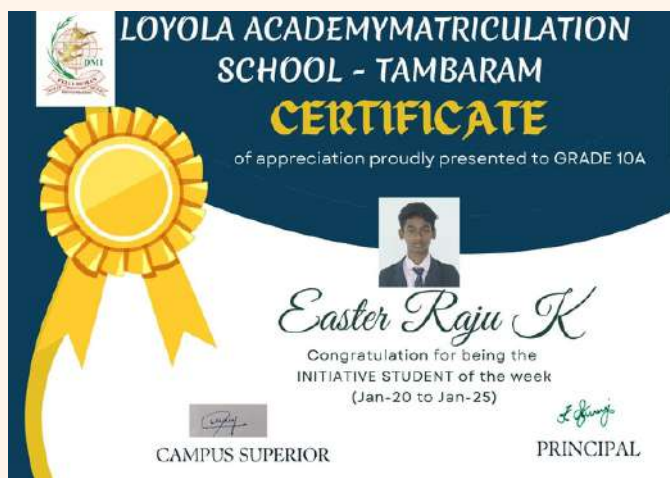 DMI
LOYOLA ACADEMYMATRICULATION
SCHOOL - TAMBARAM
CERTIFICATE
of appreciation proudly presented to GRADE 10A
Easter Raju K
Congratulation for being the
INITIATIVE STUDENT of the week
(Jan-20 to Jan-25)
CAMPUS SUPERIOR
PRINCIPAL